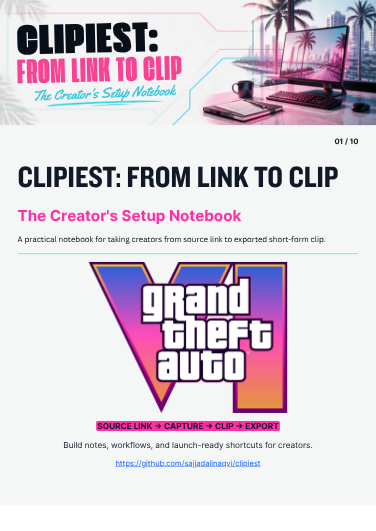 CLIPIEST:
FROM LINK TO CLIP
The Creator's Setup Notebook
01 / 10
CLIPIEST: FROM LINK TO CLIP
The Creator's Setup Notebook
A practical notebook for taking creators from source link to exported short-form clip.
VI
grand
theft
auto
SOURCE LINK → CAPTURE → CLIP → EXPORT
Build notes, workflows, and launch-ready shortcuts for creators.
https://github.com/sajjadalinaqvi/clipiest